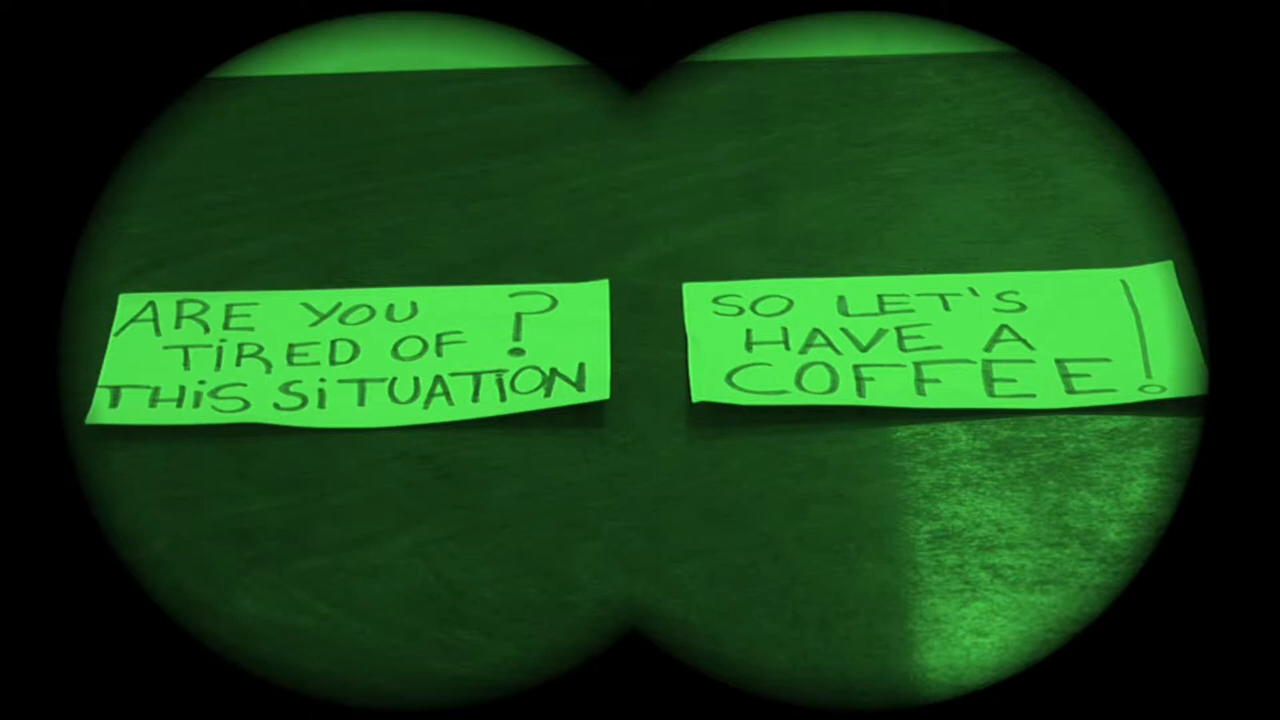 ARE YOU ?
TiRED OF
THiS SiTUATiON
SO LET'S
HAVE A
COFFEE!